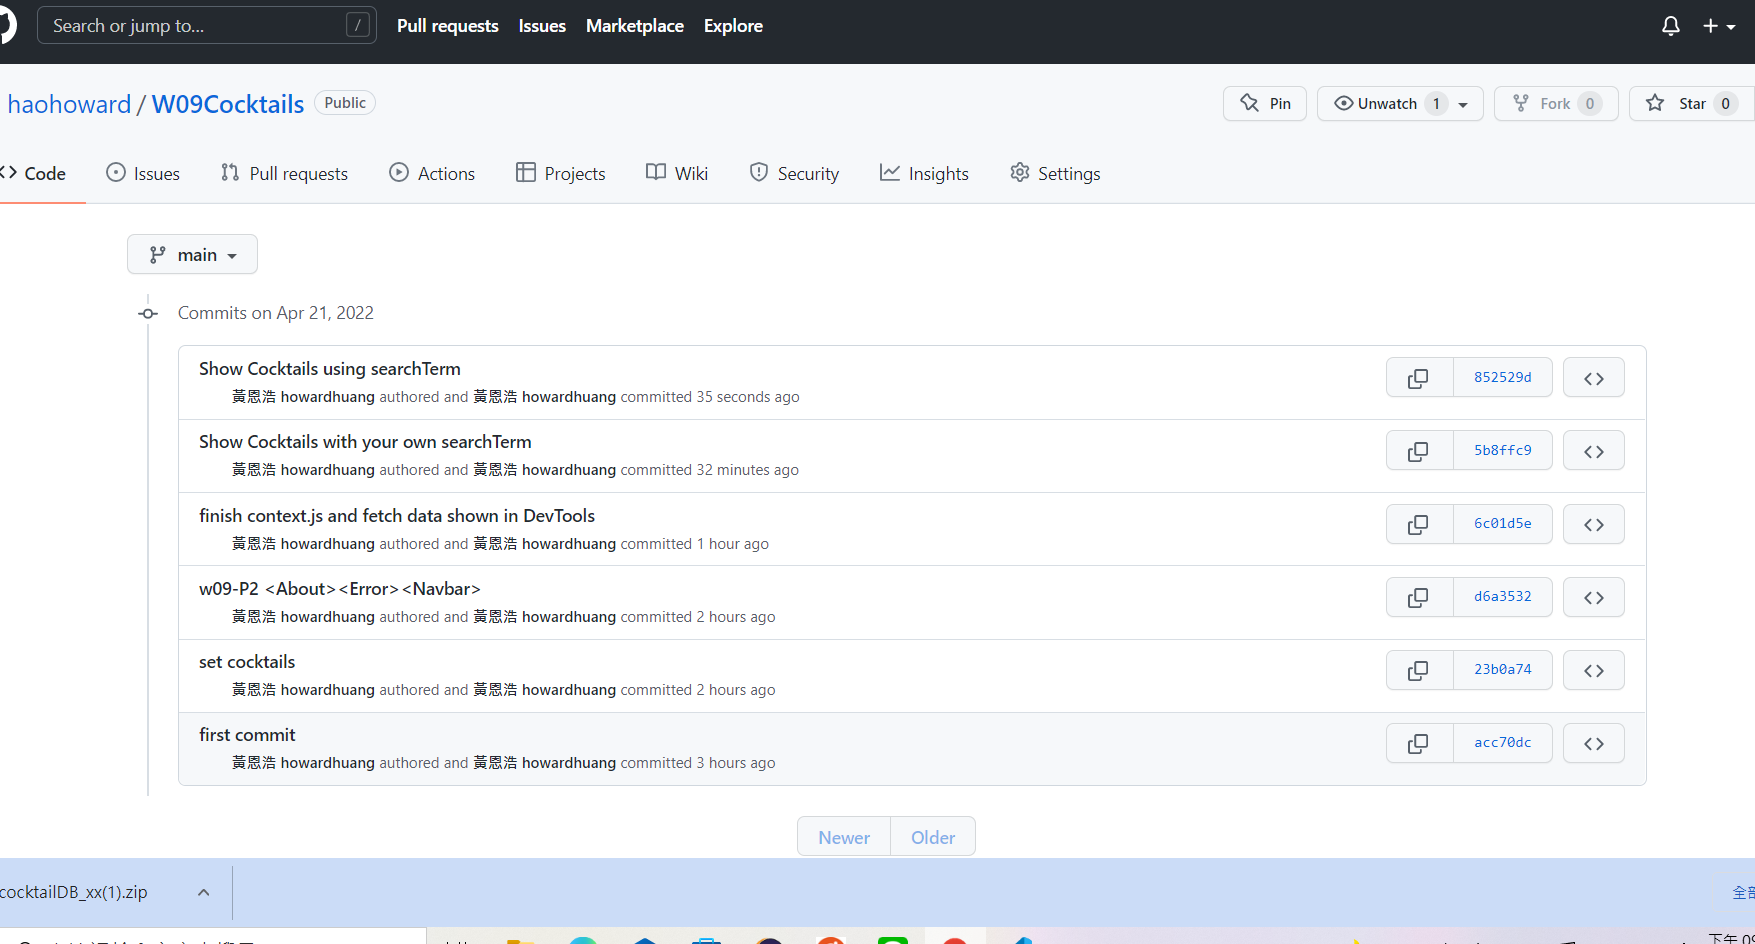 Search or jump to... /
Pull requests Issues Marketplace Explore
haohoward / W09Cocktails Public
Pin Unwatch 1 Fork 0 Star 0
Code Issues Pull requests Actions Projects Wiki Security Insights Settings
main
Commits on Apr 21, 2022
Show Cocktails using searchTerm
黃恩浩 howardhuang authored and 黃恩浩 howardhuang committed 35 seconds ago
852529d
Show Cocktails with your own searchTerm
黃恩浩 howardhuang authored and 黃恩浩 howardhuang committed 32 minutes ago
5b8ffc9
finish context.js and fetch data shown in DevTools
黃恩浩 howardhuang authored and 黃恩浩 howardhuang committed 1 hour ago
6c01d5e
w09-P2 <About><Error><Navbar>
黃恩浩 howardhuang authored and 黃恩浩 howardhuang committed 2 hours ago
d6a3532
set cocktails
黃恩浩 howardhuang authored and 黃恩浩 howardhuang committed 2 hours ago
23b0a74
first commit
黃恩浩 howardhuang authored and 黃恩浩 howardhuang committed 3 hours ago
acc70dc
Newer Older
cocktailDB_xx(1).zip
全部
下午 09